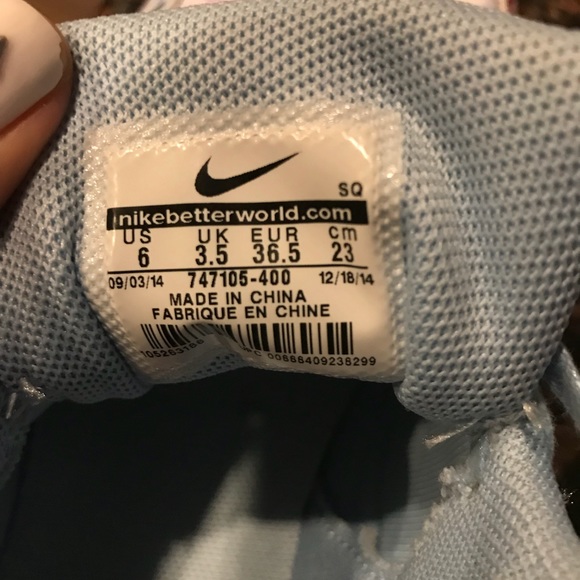 SQ
nikebetterworld.com
US UK EUR cm
6 3.5 36.5 23
09/03/14 747105-400 12/18/14
MADE IN CHINA
FABRIQUE EN CHINE
00888409238299